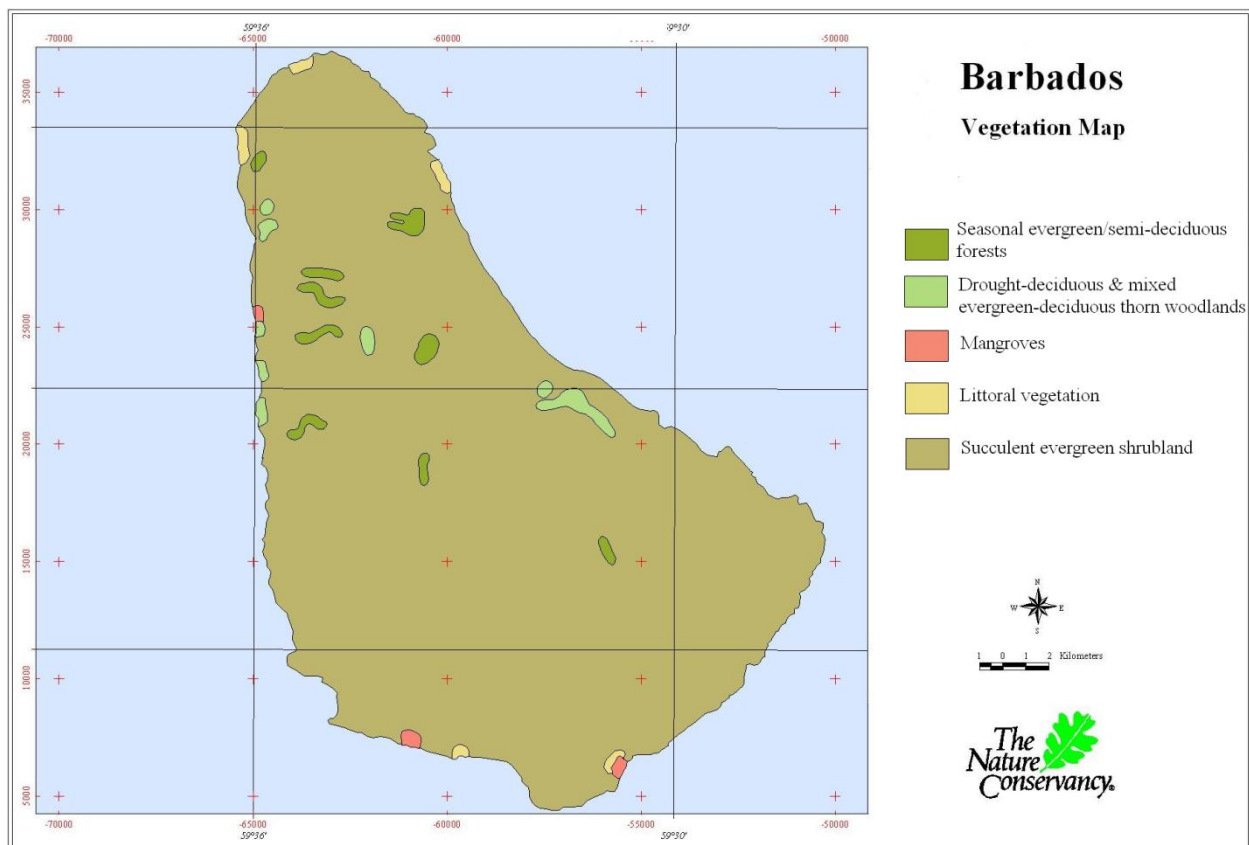 59°36'
9°30'
-70000
-65000
-60000
-50000
35000
30000
25000
20000
15000
10000
5000
-70000
-65000
-60000
-55000
-50000
59°36'
59°30'
Barbados
Vegetation Map
Seasonal evergreen/semi-deciduous
forests
Drought-deciduous & mixed
evergreen-deciduous thorn woodlands
Mangroves
Littoral vegetation
Succulent evergreen shrubland
N
W E
S
1 0 1 2 Kilometers
The
Nature
Conservancy®